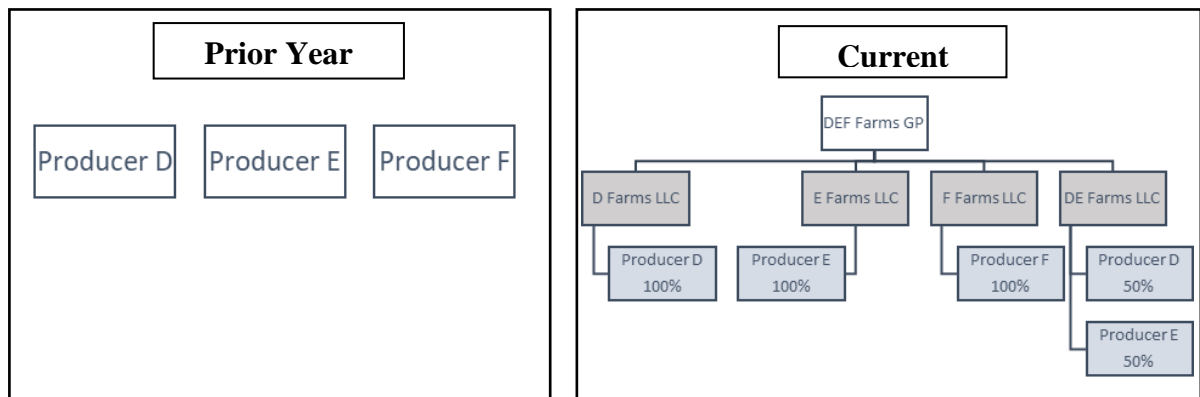 Prior Year
Producer D
Producer E
Producer F
Current
DEF Farms GP
D Farms LLC
E Farms LLC
F Farms LLC
DE Farms LLC
Producer D
100%
Producer E
100%
Producer F
100%
Producer D
50%
Producer E
50%